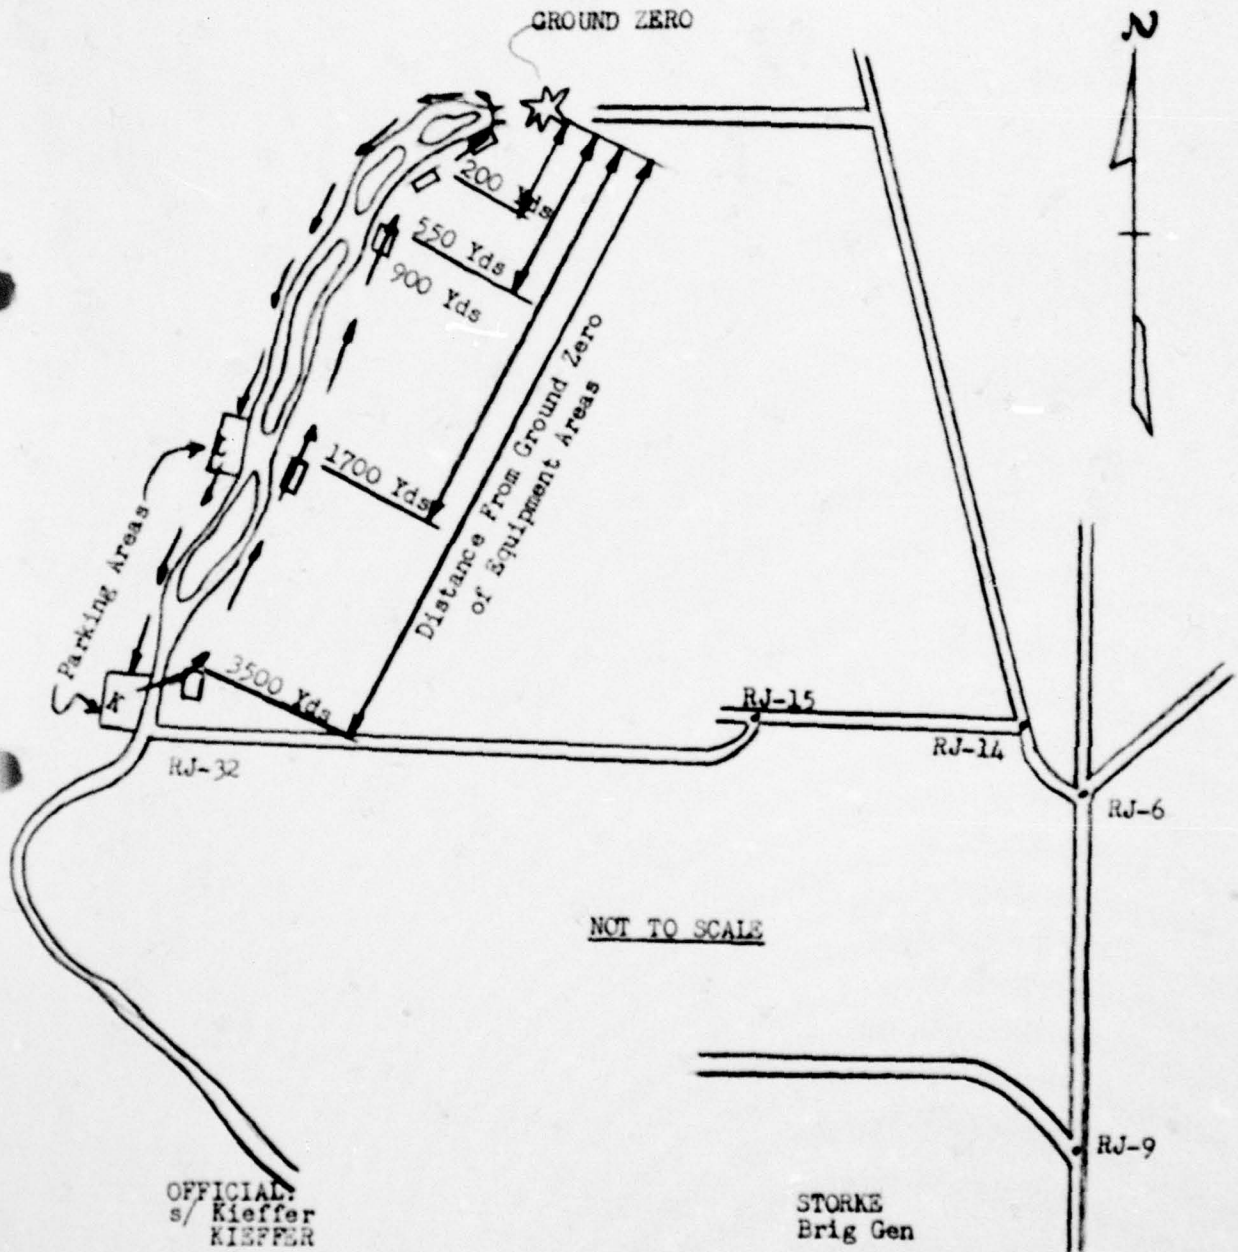 GROUND ZERO
N
200 Yds
550 Yds
900 Yds
1700 Yds
3500 Yds
Distance From Ground Zero
of Equipment Areas
Parking Areas
K
RJ-15
RJ-14
RJ-32
RJ-6
NOT TO SCALE
RJ-9
OFFICIAL:
s/ Kieffer
KIEFFER
STORKE
Brig Gen